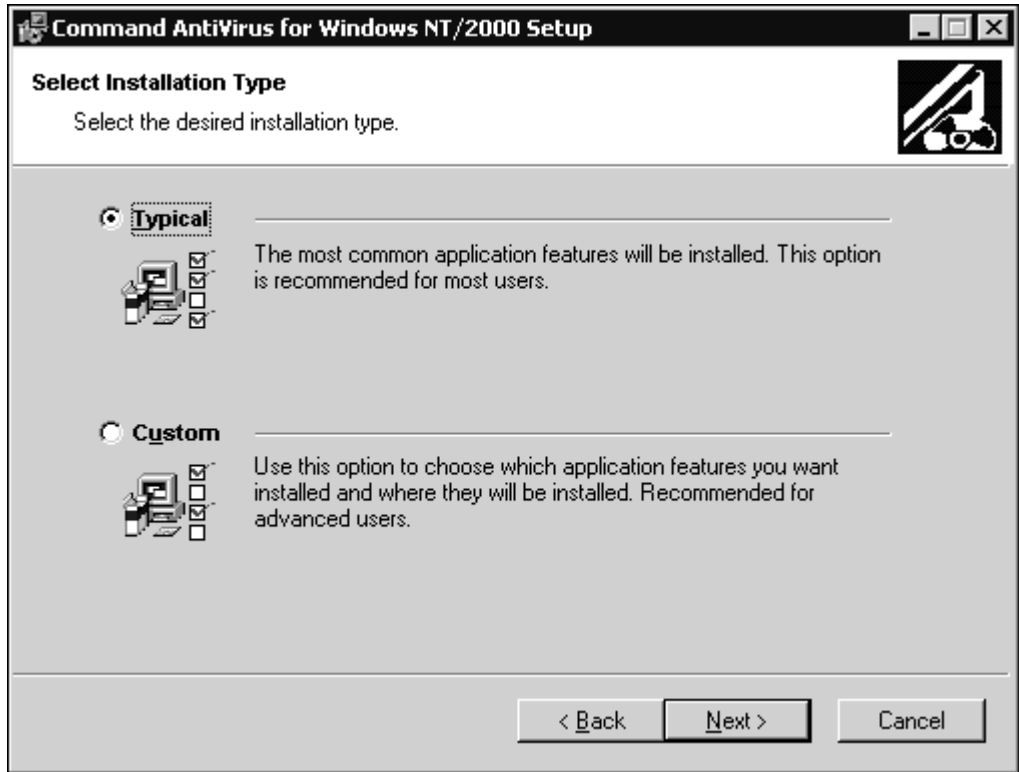 Command AntiVirus for Windows NT/2000 Setup
Select Installation Type
Select the desired installation type.
Typical
The most common application features will be installed. This option
is recommended for most users.
Custom
Use this option to choose which application features you want
installed and where they will be installed. Recommended for
advanced users.
< Back
Next >
Cancel